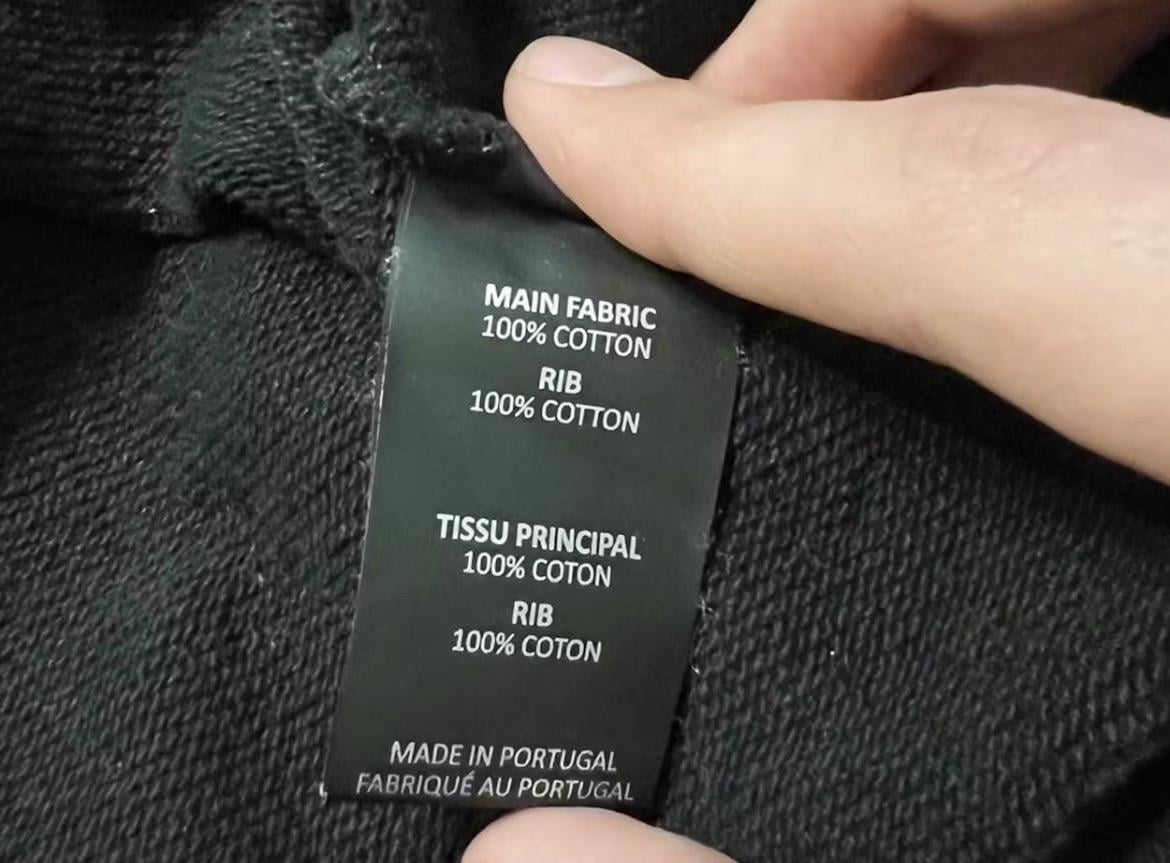 MAIN FABRIC
100% COTTON
RIB
100% COTTON
TISSU PRINCIPAL
100% COTON
RIB
100% COTON
MADE IN PORTUGAL
FABRIQUÉ AU PORTUGAL